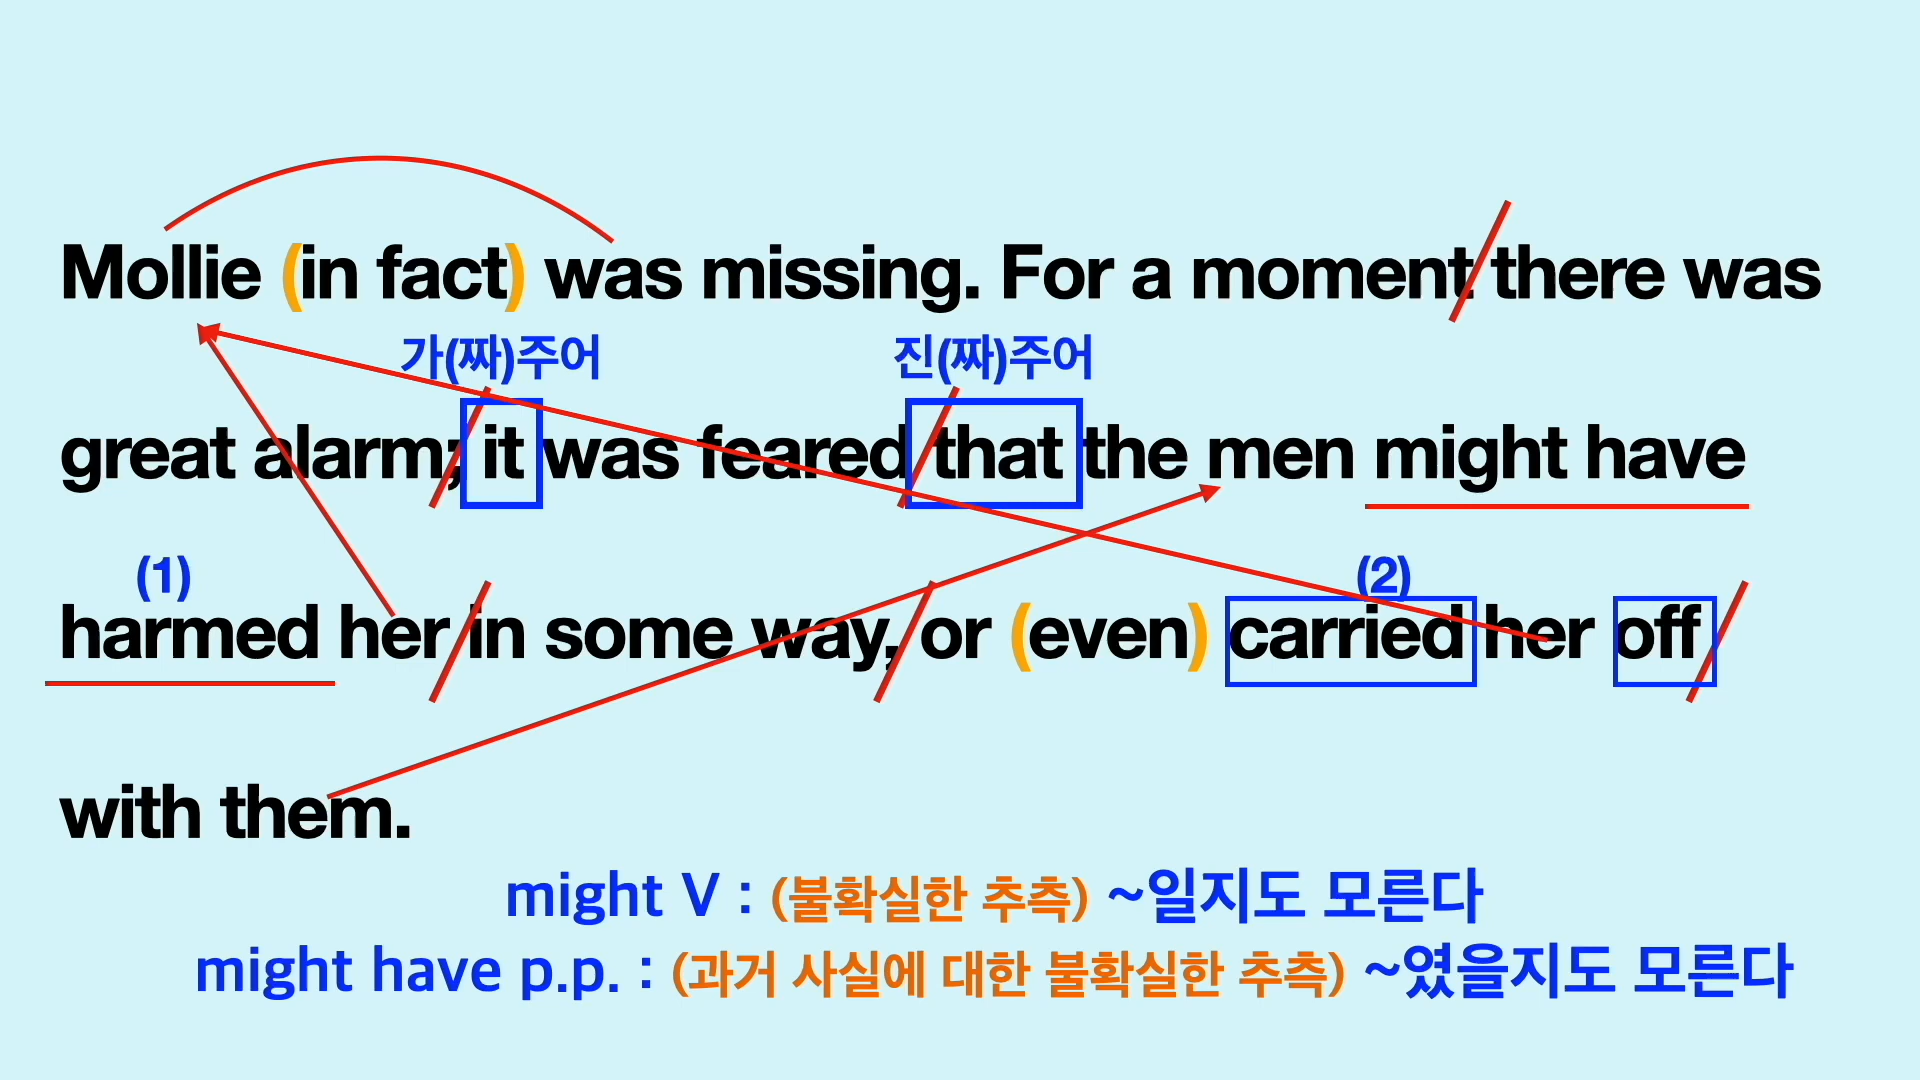 Mollie (in fact) was missing. For a moment there was
가(짜)주어 진(짜)주어
great alarm; it was feared that the men might have
(1) (2)
harmed her in some way, or (even) carried her off
with them.
might V : (불확실한 추측) ~일지도 모른다
might have p.p. : (과거 사실에 대한 불확실한 추측) ~였을지도 모른다